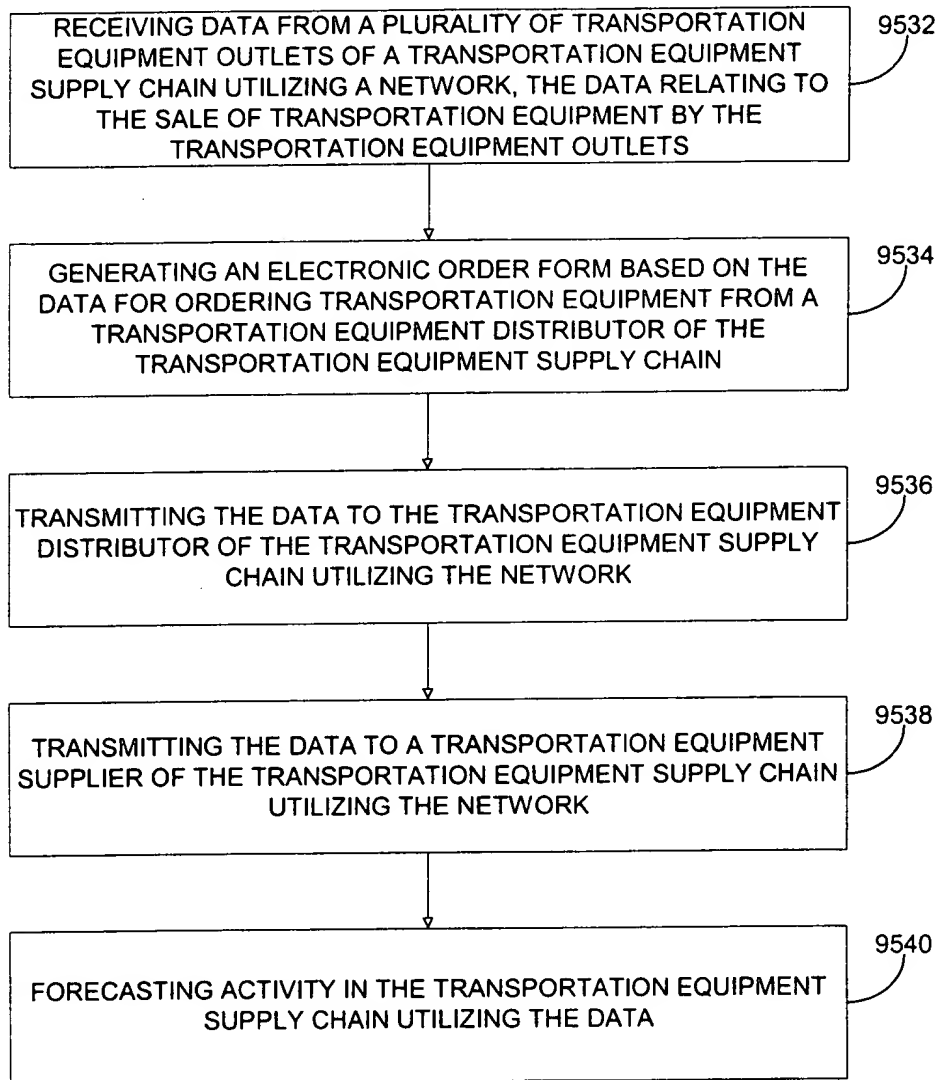 RECEIVING DATA FROM A PLURALITY OF TRANSPORTATION
EQUIPMENT OUTLETS OF A TRANSPORTATION EQUIPMENT
SUPPLY CHAIN UTILIZING A NETWORK, THE DATA RELATING TO
THE SALE OF TRANSPORTATION EQUIPMENT BY THE
TRANSPORTATION EQUIPMENT OUTLETS
9532
GENERATING AN ELECTRONIC ORDER FORM BASED ON THE
DATA FOR ORDERING TRANSPORTATION EQUIPMENT FROM A
TRANSPORTATION EQUIPMENT DISTRIBUTOR OF THE
TRANSPORTATION EQUIPMENT SUPPLY CHAIN
9534
TRANSMITTING THE DATA TO THE TRANSPORTATION EQUIPMENT
DISTRIBUTOR OF THE TRANSPORTATION EQUIPMENT SUPPLY
CHAIN UTILIZING THE NETWORK
9536
TRANSMITTING THE DATA TO A TRANSPORTATION EQUIPMENT
SUPPLIER OF THE TRANSPORTATION EQUIPMENT SUPPLY CHAIN
UTILIZING THE NETWORK
9538
FORECASTING ACTIVITY IN THE TRANSPORTATION EQUIPMENT
SUPPLY CHAIN UTILIZING THE DATA
9540